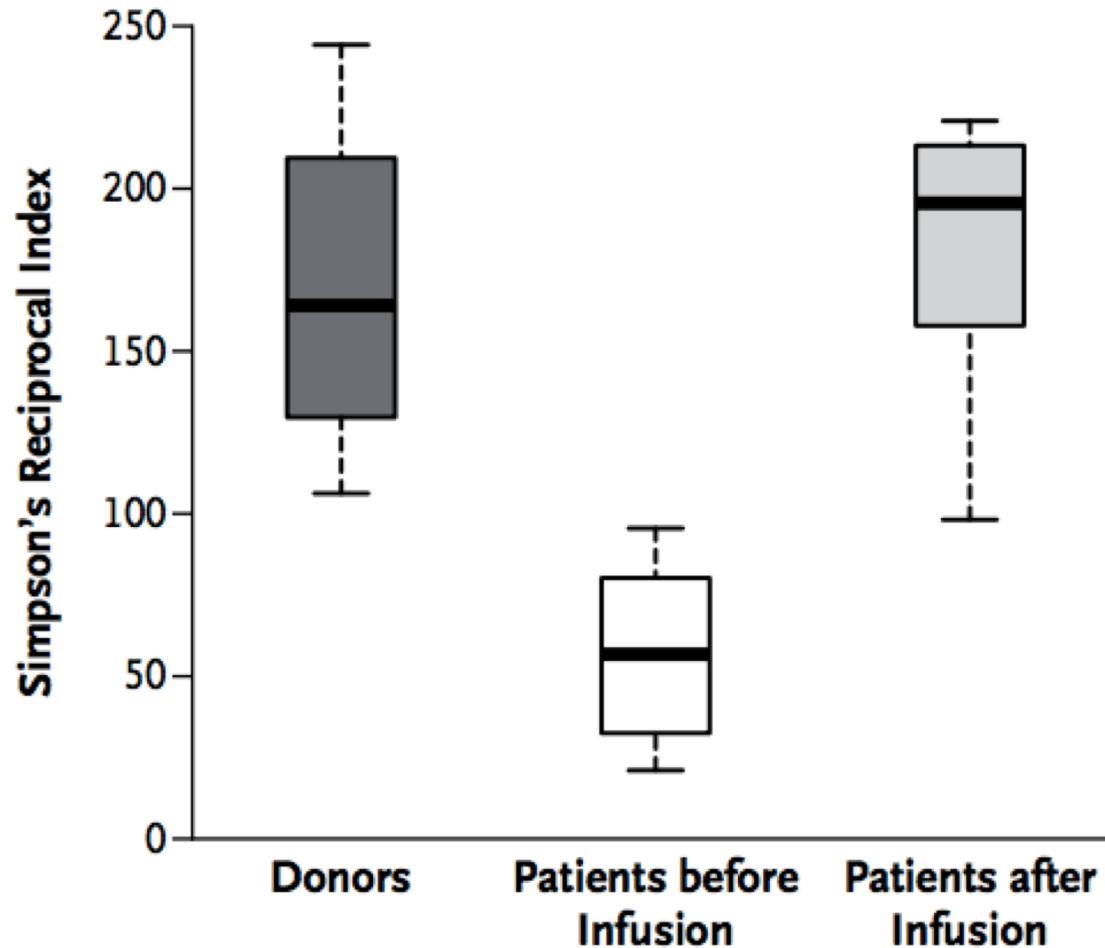 Simpson's Reciprocal Index
250
200
150
100
50
0
Donors
Patients before
Infusion
Patients after
Infusion